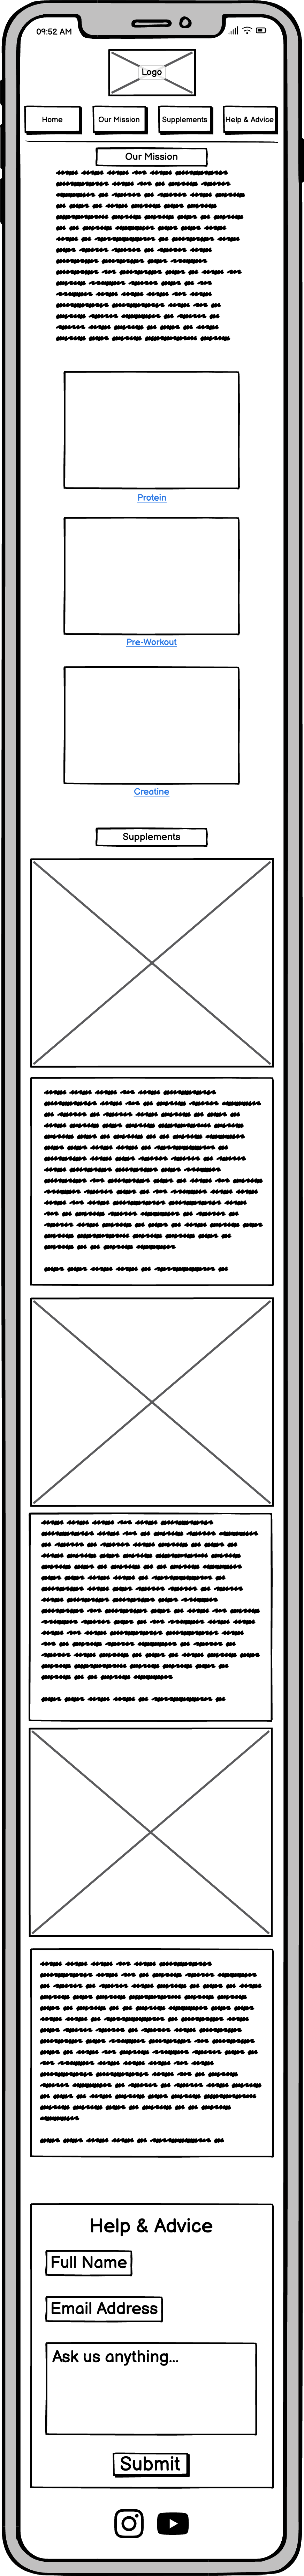 09:52 AM
Logo
Home
Our Mission
Supplements
Help & Advice
Our Mission
Protein
Pre-Workout
Creatine
Supplements
Help & Advice
Full Name
Email Address
Ask us anything...
Submit